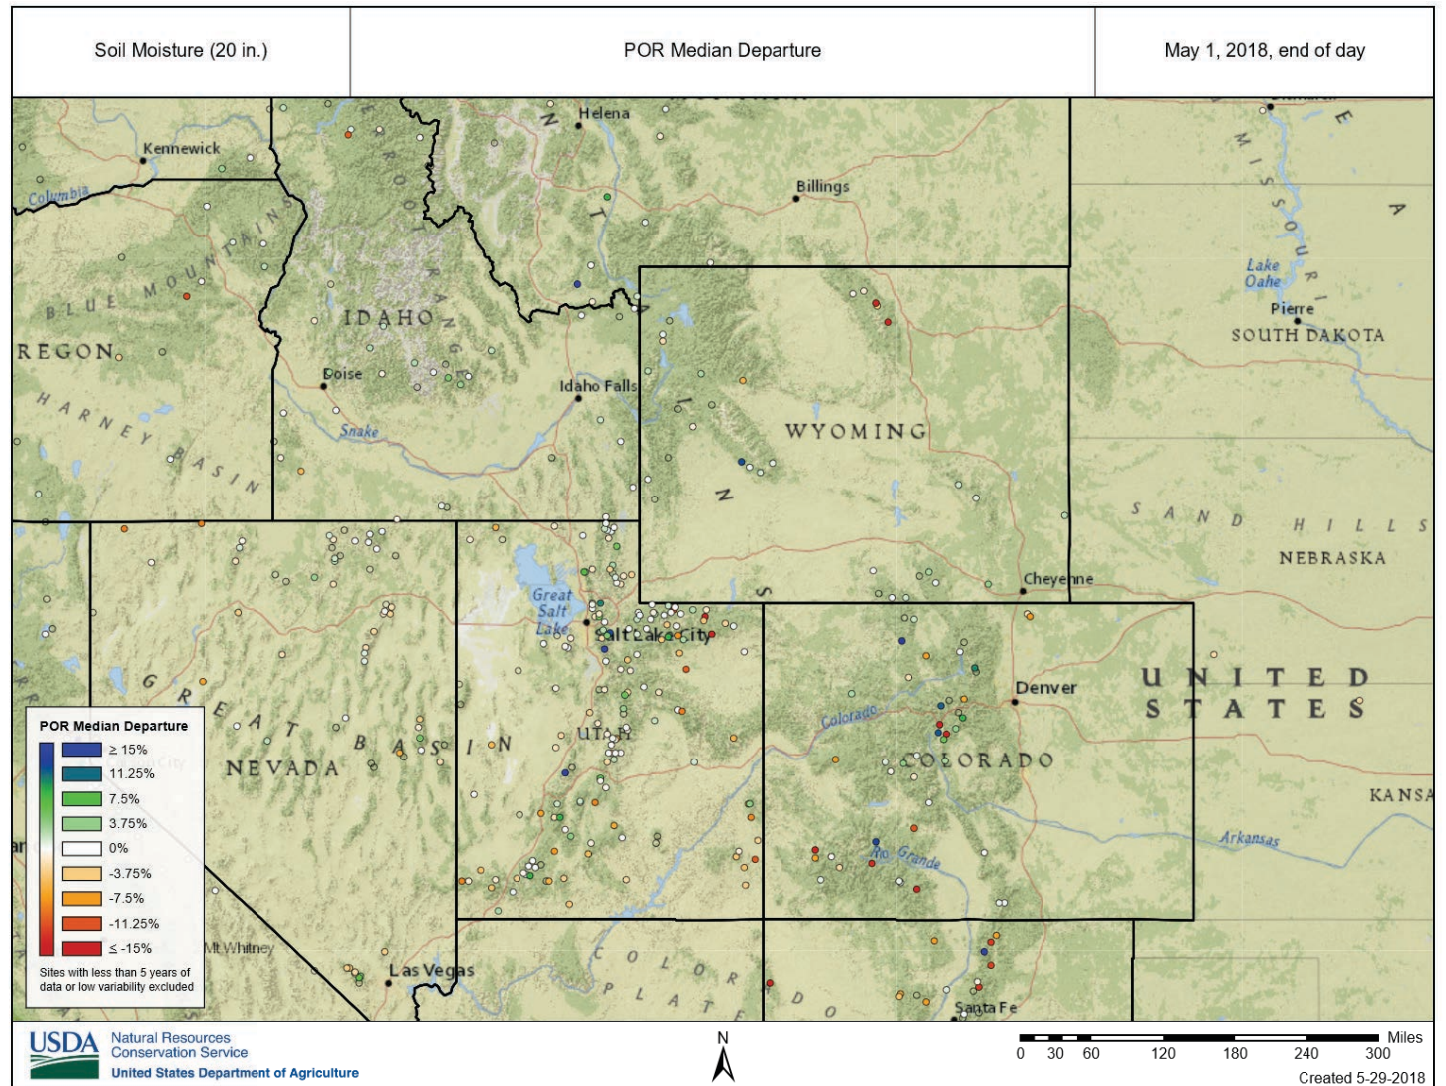 Soil Moisture (20 in.)
POR Median Departure
May 1, 2018, end of day
Helena
Kennewick
Columbia
Billings
MISSOURI
Lake
Oahe
Pierre
SOUTH DAKOTA
BLUE MOUNTAINS
IDAHO
REGON
Boise
Idaho Falls
HARNEY BASIN
Snake
WYOMING
SAND HILLS
NEBRASKA
Cheyenne
Great
Salt
Lake
Salt Lake City
UNITED
STATES
Denver
GREAT BASIN
Colorado
UTAH
NEVADA
COLORADO
KANSA
Arkansas
Rio Grande
POR Median Departure
≥ 15%
11.25%
7.5%
3.75%
0%
-3.75%
-7.5%
-11.25%
≤ -15%
Sites with less than 5 years of
data or low variability excluded
Mt Whitney
Las Vegas
COLORADO
PLATE
Santa Fe
USDA
Natural Resources
Conservation Service
United States Department of Agriculture
N
Miles
0 30 60 120 180 240 300
Created 5-29-2018